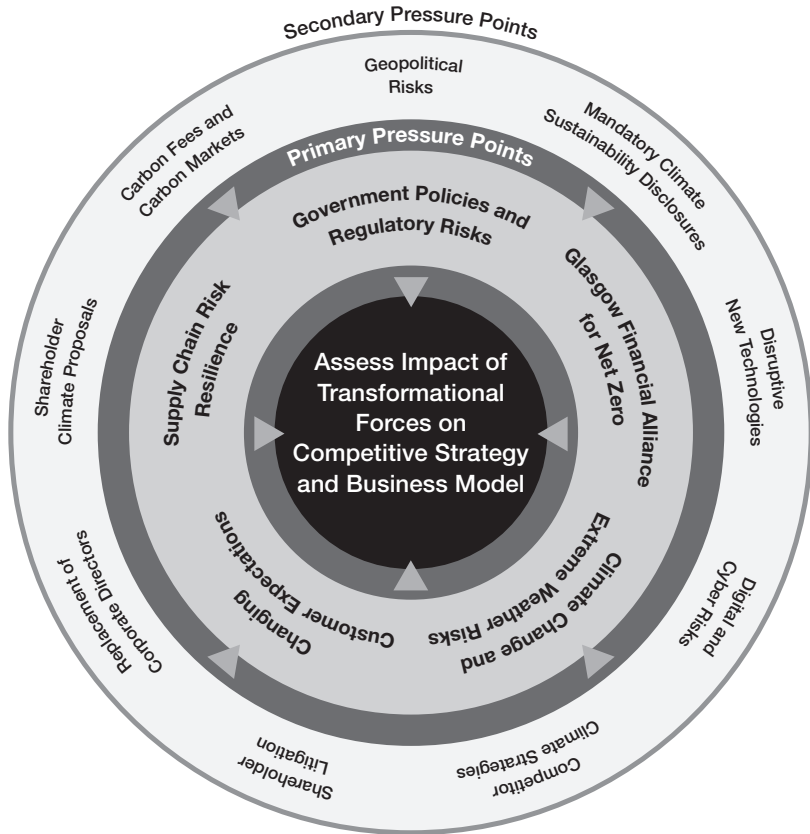 Secondary Pressure Points
Geopolitical
Risks
Mandatory Climate
Sustainability Disclosures
Disruptive
New Technologies
Digital and
Cyber Risks
Competitor
Climate Strategies
Shareholder
Litigation
Replacement of
Corporate Directors
Shareholder
Climate Proposals
Carbon Fees and
Carbon Markets
Primary Pressure Points
Government Policies and
Regulatory Risks
Glasgow Financial Alliance
for Net Zero
Climate Change and
Extreme Weather Risks
Changing
Customer Expectations
Supply Chain Risk
Resilience
Assess Impact of
Transformational
Forces on
Competitive Strategy
and Business Model